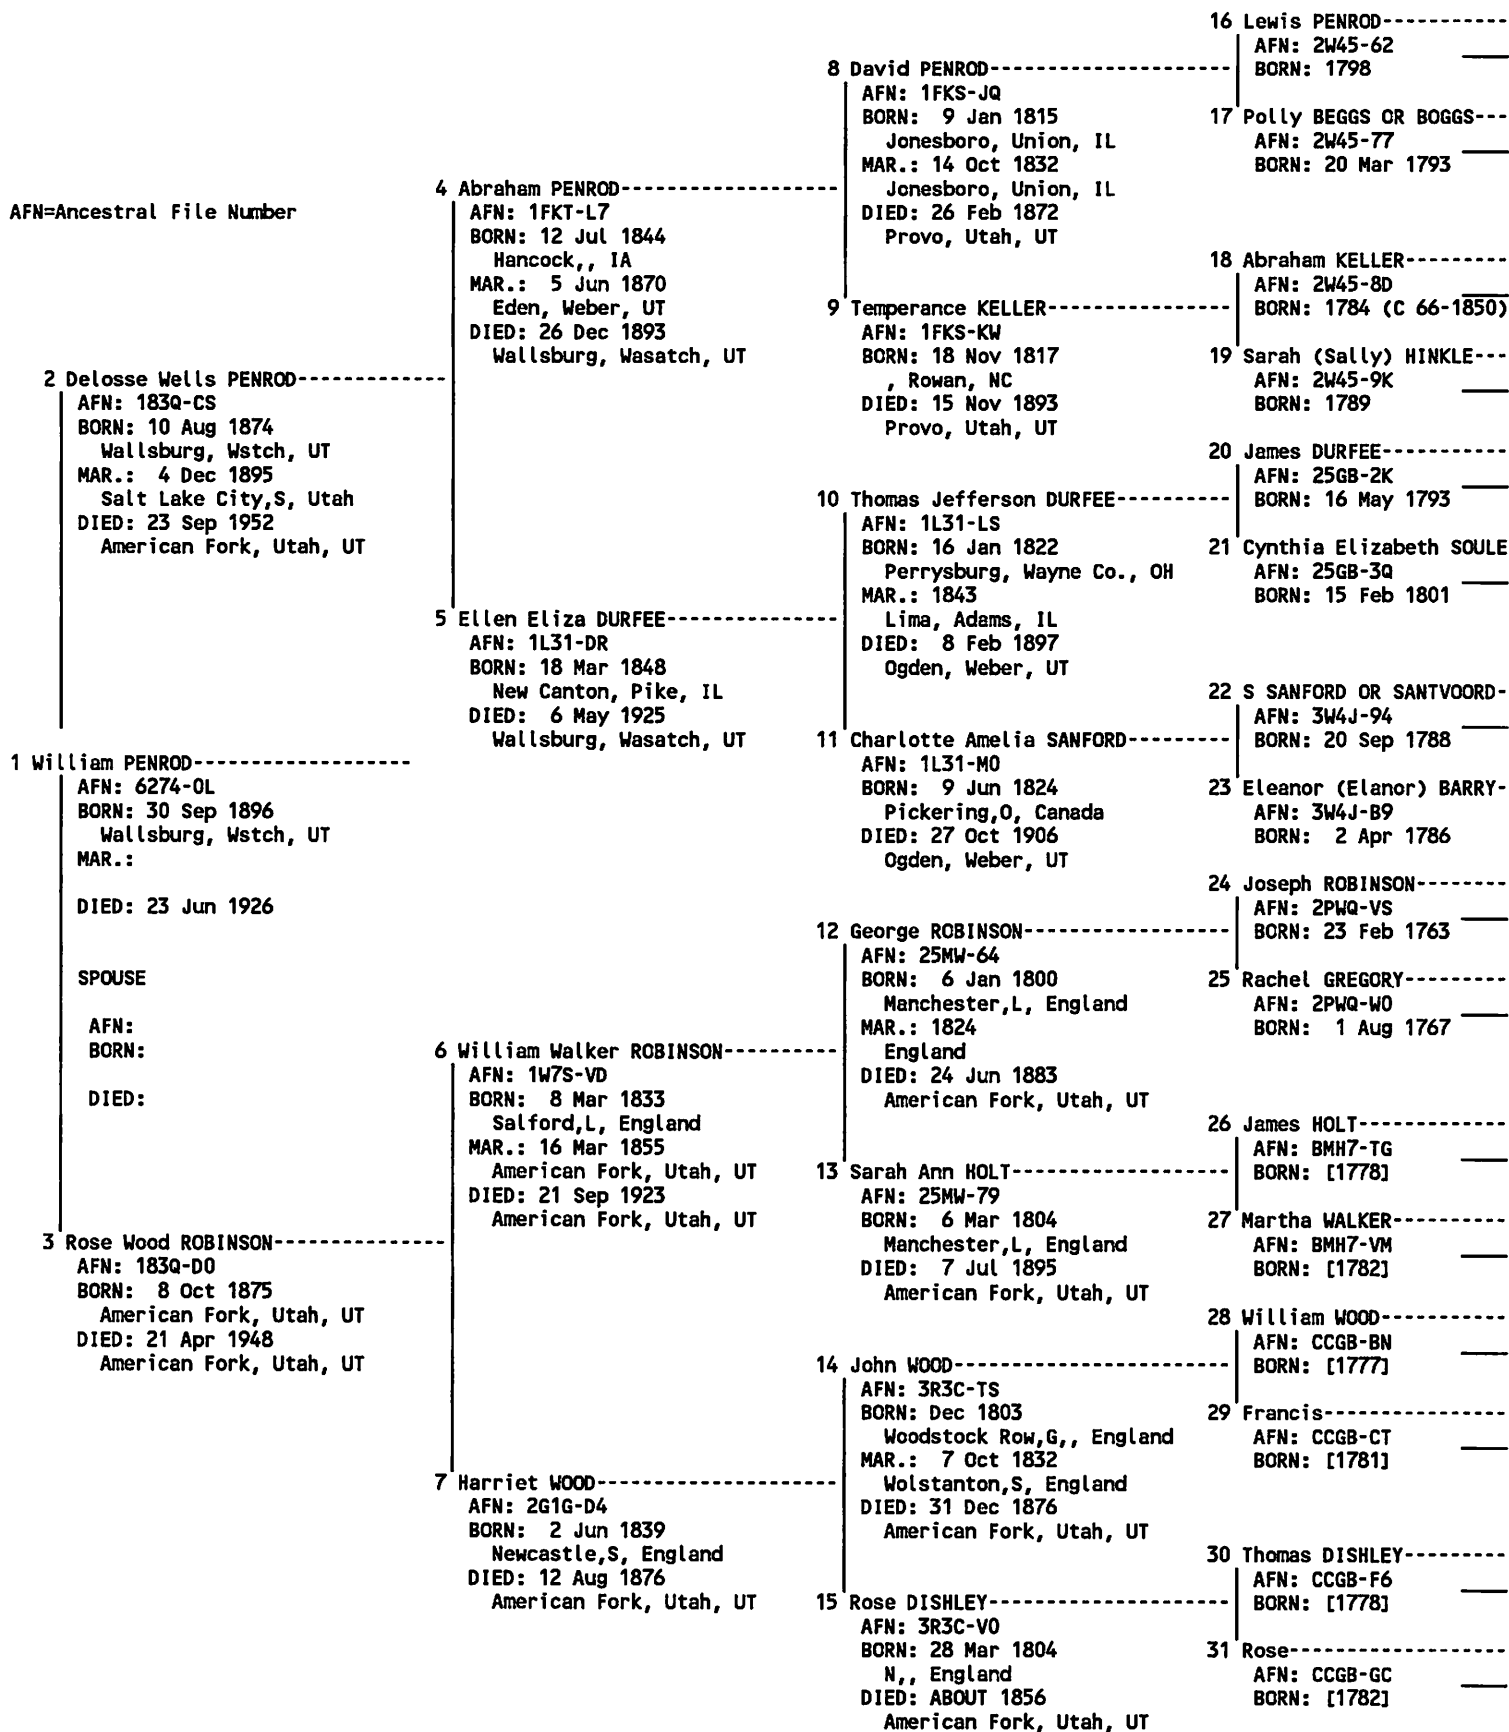 AFN=Ancestral File Number
1 William PENROD-----------------
AFN: 6274-0L
BORN: 30 Sep 1896
Wallsburg, Wstch, UT
MAR.:
DIED: 23 Jun 1926
SPOUSE
AFN:
BORN:
DIED:
2 Delosse Wells PENROD------------
AFN: 183Q-CS
BORN: 10 Aug 1874
Wallsburg, Wstch, UT
MAR.: 4 Dec 1895
Salt Lake City,S, Utah
DIED: 23 Sep 1952
American Fork, Utah, UT
3 Rose Wood ROBINSON--------------
AFN: 183Q-D0
BORN: 8 Oct 1875
American Fork, Utah, UT
DIED: 21 Apr 1948
American Fork, Utah, UT
4 Abraham PENROD------------------
AFN: 1FKT-L7
BORN: 12 Jul 1844
Hancock,, IA
MAR.: 5 Jun 1870
Eden, Weber, UT
DIED: 26 Dec 1893
Wallsburg, Wasatch, UT
5 Ellen Eliza DURFEE--------------
AFN: 1L31-DR
BORN: 18 Mar 1848
New Canton, Pike, IL
DIED: 6 May 1925
Wallsburg, Wasatch, UT
6 William Walker ROBINSON---------
AFN: 1W7S-VD
BORN: 8 Mar 1833
Salford,L, England
MAR.: 16 Mar 1855
American Fork, Utah, UT
DIED: 21 Sep 1923
American Fork, Utah, UT
7 Harriet WOOD--------------------
AFN: 2G1G-D4
BORN: 2 Jun 1839
Newcastle,S, England
DIED: 12 Aug 1876
American Fork, Utah, UT
8 David PENROD--------------------
AFN: 1FKS-JQ
BORN: 9 Jan 1815
Jonesboro, Union, IL
MAR.: 14 Oct 1832
Jonesboro, Union, IL
DIED: 26 Feb 1872
Provo, Utah, UT
9 Temperance KELLER---------------
AFN: 1FKS-KW
BORN: 18 Nov 1817
, Rowan, NC
DIED: 15 Nov 1893
Provo, Utah, UT
10 Thomas Jefferson DURFEE---------
AFN: 1L31-LS
BORN: 16 Jan 1822
Perrysburg, Wayne Co., OH
MAR.: 1843
Lima, Adams, IL
DIED: 8 Feb 1897
Ogden, Weber, UT
11 Charlotte Amelia SANFORD--------
AFN: 1L31-M0
BORN: 9 Jun 1824
Pickering,O, Canada
DIED: 27 Oct 1906
Ogden, Weber, UT
12 George ROBINSON-----------------
AFN: 25MW-64
BORN: 6 Jan 1800
Manchester,L, England
MAR.: 1824
England
DIED: 24 Jun 1883
American Fork, Utah, UT
13 Sarah Ann HOLT------------------
AFN: 25MW-79
BORN: 6 Mar 1804
Manchester,L, England
DIED: 7 Jul 1895
American Fork, Utah, UT
14 John WOOD-----------------------
AFN: 3R3C-TS
BORN: Dec 1803
Woodstock Row,G,, England
MAR.: 7 Oct 1832
Wolstanton,S, England
DIED: 31 Dec 1876
American Fork, Utah, UT
15 Rose DISHLEY--------------------
AFN: 3R3C-V0
BORN: 28 Mar 1804
N,, England
DIED: ABOUT 1856
American Fork, Utah, UT
16 Lewis PENROD-----------
AFN: 2W45-62
BORN: 1798
17 Polly BEGGS OR BOGGS---
AFN: 2W45-77
BORN: 20 Mar 1793
18 Abraham KELLER---------
AFN: 2W45-8D
BORN: 1784 (C 66-1850)
19 Sarah (Sally) HINKLE---
AFN: 2W45-9K
BORN: 1789
20 James DURFEE-----------
AFN: 25GB-2K
BORN: 16 May 1793
21 Cynthia Elizabeth SOULE
AFN: 25GB-3Q
BORN: 15 Feb 1801
22 S SANFORD OR SANTVOORD-
AFN: 3W4J-94
BORN: 20 Sep 1788
23 Eleanor (Elanor) BARRY-
AFN: 3W4J-B9
BORN: 2 Apr 1786
24 Joseph ROBINSON--------
AFN: 2PWQ-VS
BORN: 23 Feb 1763
25 Rachel GREGORY---------
AFN: 2PWQ-W0
BORN: 1 Aug 1767
26 James HOLT-------------
AFN: BMH7-TG
BORN: [1778]
27 Martha WALKER----------
AFN: BMH7-VM
BORN: [1782]
28 William WOOD-----------
AFN: CCGB-BN
BORN: [1777]
29 Francis----------------
AFN: CCGB-CT
BORN: [1781]
30 Thomas DISHLEY---------
AFN: CCGB-F6
BORN: [1778]
31 Rose-------------------
AFN: CCGB-GC
BORN: [1782]